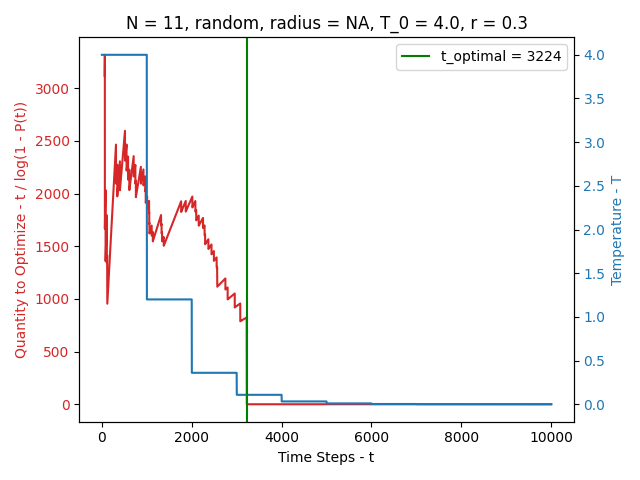 N = 11, random, radius = NA, T_0 = 4.0, r = 0.3
t_optimal = 3224
Quantity to Optimize - t / log(1 - P(t))
3000
2500
2000
1500
1000
500
0
4.0
3.5
3.0
2.5
2.0
1.5
1.0
0.5
0.0
Temperature - T
0 2000 4000 6000 8000 10000
Time Steps - t